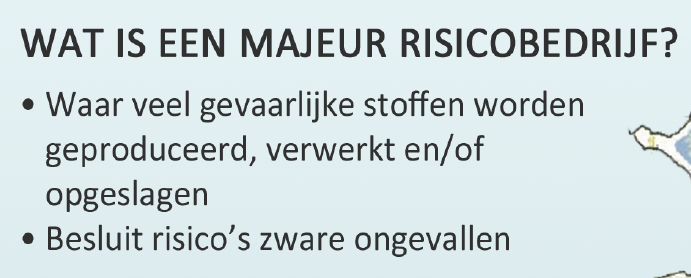 WAT IS EEN MAJEUR RISICOBEDRIJF?
• Waar veel gevaarlijke stoffen worden
geproduceerd, verwerkt en/of
opgeslagen
• Besluit risico's zware ongevallen